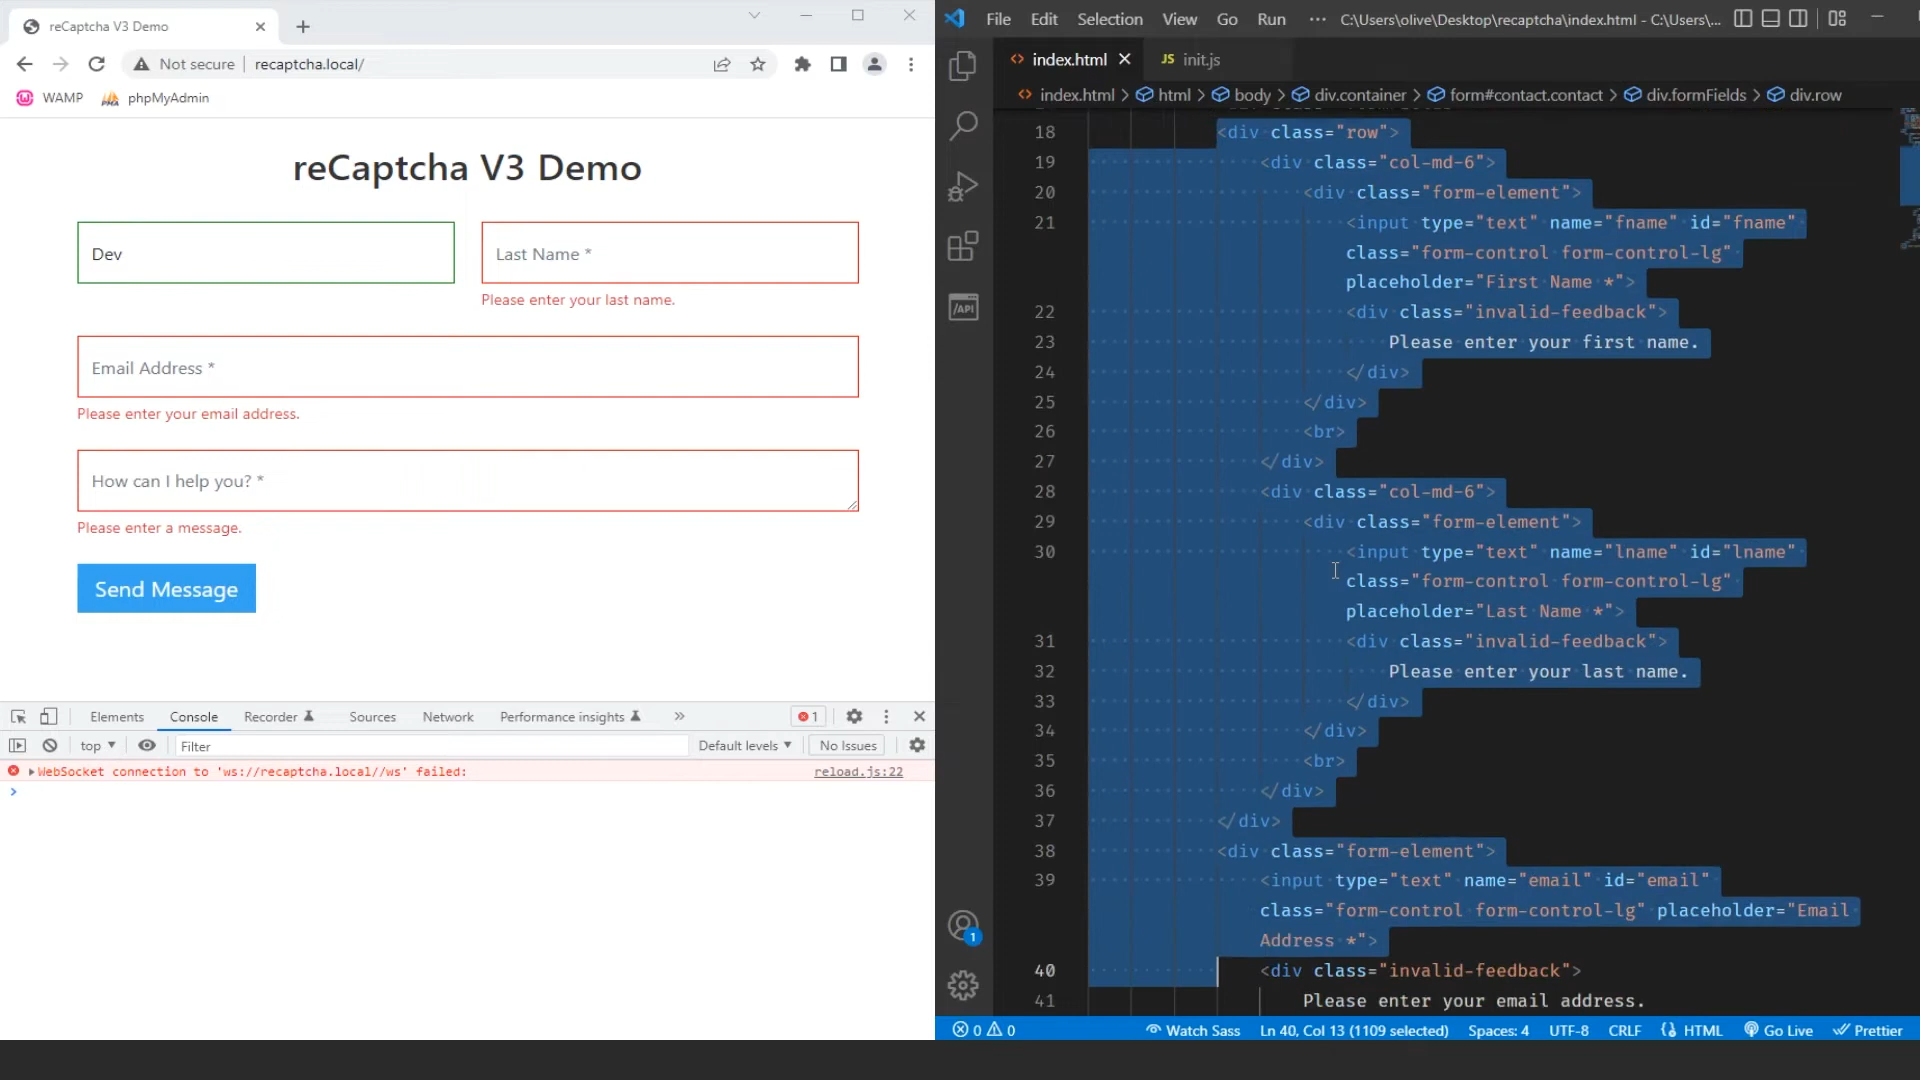 reCaptcha V3 Demo
Not secure
recaptcha.local/
WAMP
phpMyAdmin
reCaptcha V3 Demo
Dev
Last Name *
Please enter your last name.
Email Address *
Please enter your email address.
How can I help you? *
Please enter a message.
Send Message
Elements Console Recorder Sources Network Performance insights » 1
top Filter Default levels No Issues
WebSocket connection to 'ws://recaptcha.local//ws' failed: reload.js:22
>
File Edit Selection View Go Run ··· C:\Users\olive\Desktop\recaptcha\index.html - C:\Users\...
<> index.html JS init.js
<> index.html > html > body > div.container > form#contact.contact > div.formFields > div.row
/API
1
18 <div class="row">
19 <div class="col-md-6">
20 <div class="form-element">
21 <input type="text" name="fname" id="fname"
class="form-control form-control-lg"
placeholder="First Name *">
22 <div class="invalid-feedback">
23 Please enter your first name.
24 </div>
25 </div>
26 <br>
27 </div>
28 <div class="col-md-6">
29 <div class="form-element">
30 <input type="text" name="lname" id="lname"
class="form-control form-control-lg"
placeholder="Last Name *">
31 <div class="invalid-feedback">
32 Please enter your last name.
33 </div>
34 </div>
35 <br>
36 </div>
37 </div>
38 <div class="form-element">
39 <input type="text" name="email" id="email"
class="form-control form-control-lg" placeholder="Email
Address *">
40 <div class="invalid-feedback">
41 Please enter your email address.
0 0 Watch Sass Ln 40, Col 13 (1109 selected) Spaces: 4 UTF-8 CRLF HTML Go Live Prettier